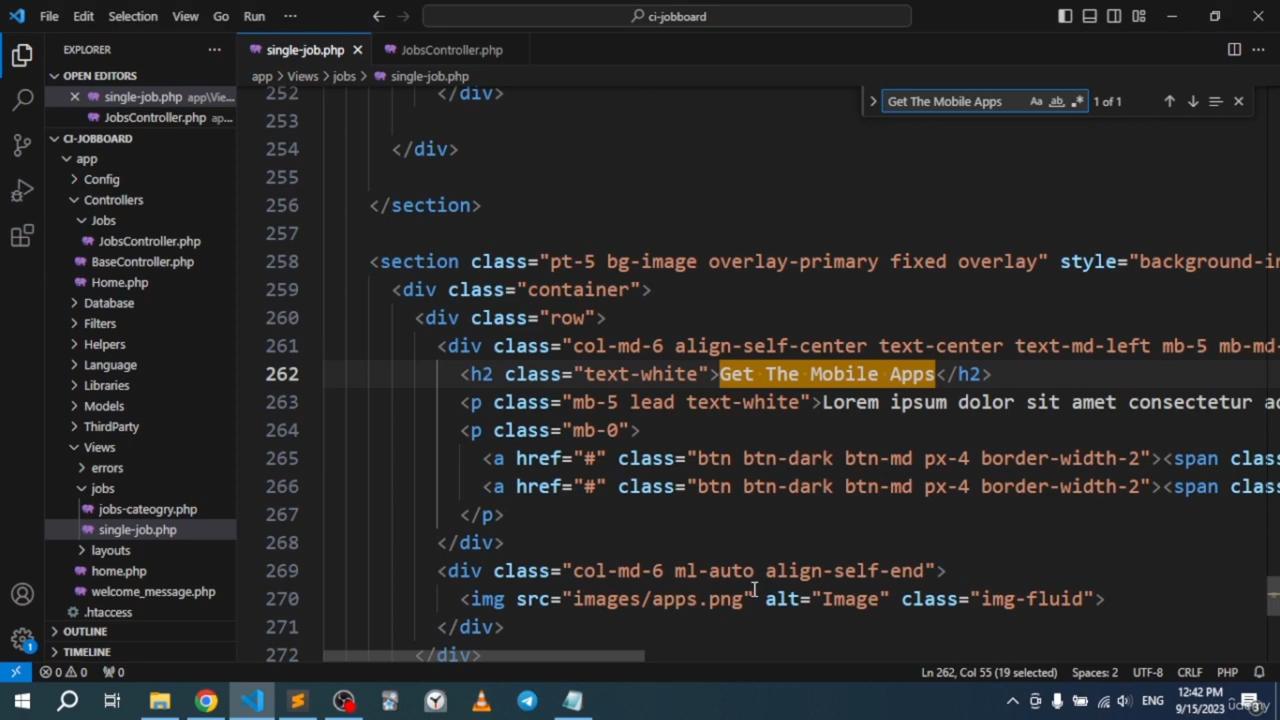 File Edit Selection View Go Run ··· ci-jobboard
EXPLORER ··· single-job.php JobsController.php
OPEN EDITORS
single-job.php app\Vie...
JobsController.php ap...
CI-JOBBOARD
app
Config
Controllers
Jobs
JobsController.php
BaseController.php
Home.php
Database
Filters
Helpers
Language
Libraries
Models
ThirdParty
Views
errors
jobs
jobs-cateogry.php
single-job.php
layouts
home.php
welcome_message.php
.htaccess
OUTLINE
TIMELINE
app > Views > jobs > single-job.php
Get The Mobile Apps Aa ab 1 of 1
252 </div>
253
254 </div>
255
256 </section>
257
258 <section class="pt-5 bg-image overlay-primary fixed overlay" style="background-i
259 <div class="container">
260 <div class="row">
261 <div class="col-md-6 align-self-center text-center text-md-left mb-5 mb-md-
262 <h2 class="text-white">Get The Mobile Apps</h2>
263 <p class="mb-5 lead text-white">Lorem ipsum dolor sit amet consectetur ad
264 <p class="mb-0">
265 <a href="#" class="btn btn-dark btn-md px-4 border-width-2"><span class
266 <a href="#" class="btn btn-dark btn-md px-4 border-width-2"><span class
267 </p>
268 </div>
269 <div class="col-md-6 ml-auto align-self-end">
270 <img src="images/apps.png" alt="Image" class="img-fluid">
271 </div>
272 </div>
0 0 0 Ln 262, Col 55 (19 selected) Spaces: 2 UTF-8 CRLF PHP
1
ENG 12:42 PM
9/15/2023